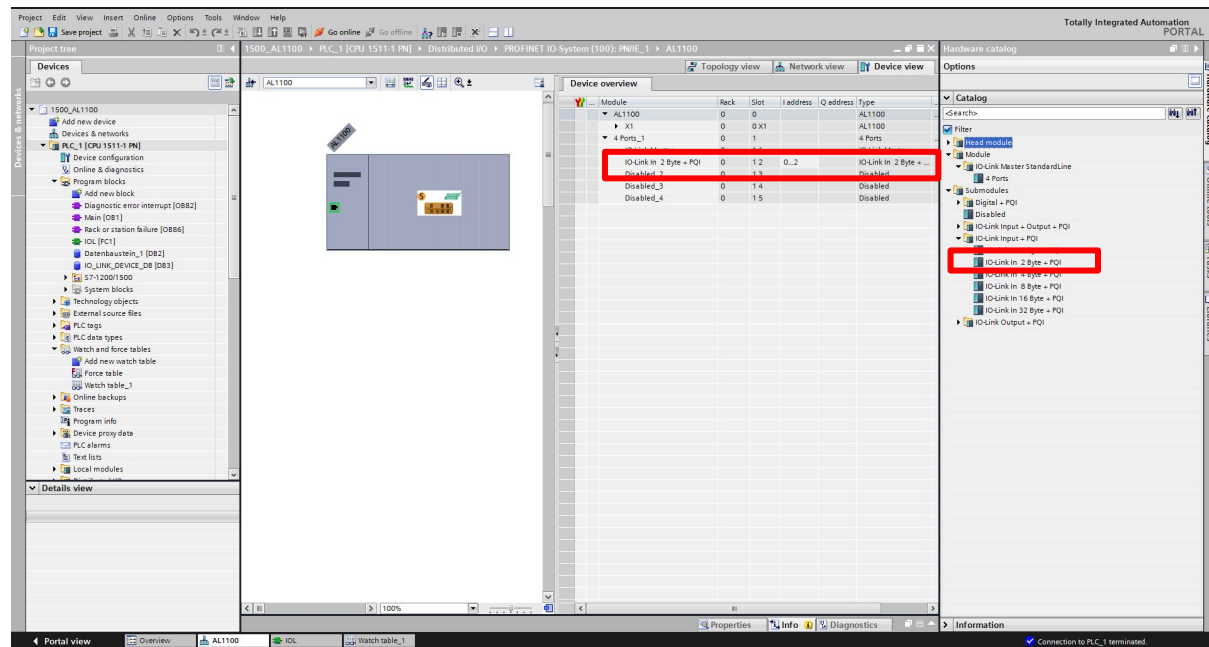 Project Edit View Insert Online Options Tools Window Help
Totally Integrated Automation
PORTAL
Save project
Go online
Go offline
Project tree
1500_AL1100 PLC_1 [CPU 1511-1 PN] Distributed I/O PROFINET IO-System (100): PN/IE_1 AL1100
Hardware catalog
Devices
Topology view
Network view
Device view
Options
AL1100
Device overview
Devices & networks
Hardware catalog
Module Rack Slot I address Q address Type
Catalog
<Search>
Filter
1500_AL1100
Add new device
Devices & networks
PLC_1 [CPU 1511-1 PN]
Device configuration
Online & diagnostics
Program blocks
Add new block
Diagnostic error interrupt [OB82]
Main [OB1]
Rack or station failure [OB86]
IOL [FC1]
Datenbaustein_1 [DB2]
IO_LINK_DEVICE_DB [DB3]
S7-1200/1500
System blocks
Technology objects
External source files
PLC tags
PLC data types
Watch and force tables
Add new watch table
Force table
Watch table_1
Online backups
Traces
Program info
Device proxy data
PLC alarms
Text lists
Local modules
Details view
AL1100
AL1100 0 0 AL1100
X1 0 0 X1 AL1100
4 Ports_1 0 1 4 Ports
IO-Link In 2 Byte + PQI 0 1 2 0...2 IO-Link In 2 Byte + ...
Disabled_2 0 1 3 Disabled
Disabled_3 0 1 4 Disabled
Disabled_4 0 1 5 Disabled
Head module
Module
IO-Link Master StandardLine
4 Ports
Submodules
Digital + PQI
Disabled
IO-Link Input + Output + PQI
IO-Link Input + PQI
IO-Link In 2 Byte + PQI
IO-Link In 4 Byte + PQI
IO-Link In 8 Byte + PQI
IO-Link In 16 Byte + PQI
IO-Link In 32 Byte + PQI
IO-Link Output + PQI
100%
Properties
Info
Diagnostics
Information
Portal view
Overview
AL1100
IOL
Watch table_1
Connection to PLC_1 terminated.